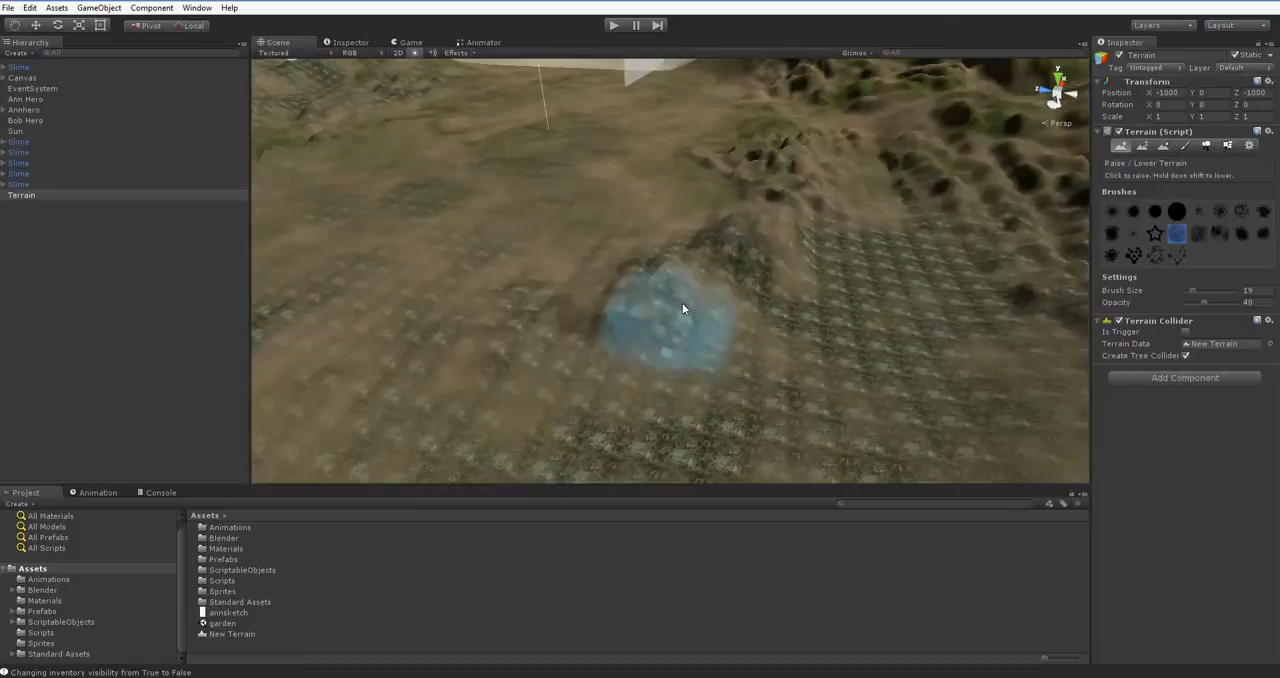 File Edit Assets GameObject Component Window Help
Pivot Local Layers Layout
Hierarchy
Create All
Slime
Canvas
EventSystem
Ann Hero
Annhero
Bob Hero
Sun
Slime
Slime
Slime
Slime
Slime
Terrain
Scene Inspector Game Animator
Textured RGB 2D Effects Gizmos All
y
x
z
Persp
Inspector
Terrain Static
Tag Untagged Layer Default
Transform
Position X -1000 Y 0 Z -1000
Rotation X 0 Y 0 Z 0
Scale X 1 Y 1 Z 1
Terrain (Script)
Raise / Lower Terrain
Click to raise. Hold down shift to lower.
Brushes
Settings
Brush Size 19
Opacity 40
Terrain Collider
Is Trigger
Terrain Data New Terrain
Create Tree Collider
Add Component
Project Animation Console
Create
All Materials
All Models
All Prefabs
All Scripts
Assets
Animations
Blender
Materials
Prefabs
ScriptableObjects
Scripts
Sprites
Standard Assets
Assets
Animations
Blender
Materials
Prefabs
ScriptableObjects
Scripts
Sprites
Standard Assets
annsketch
garden
New Terrain
Changing inventory visibility from True to False